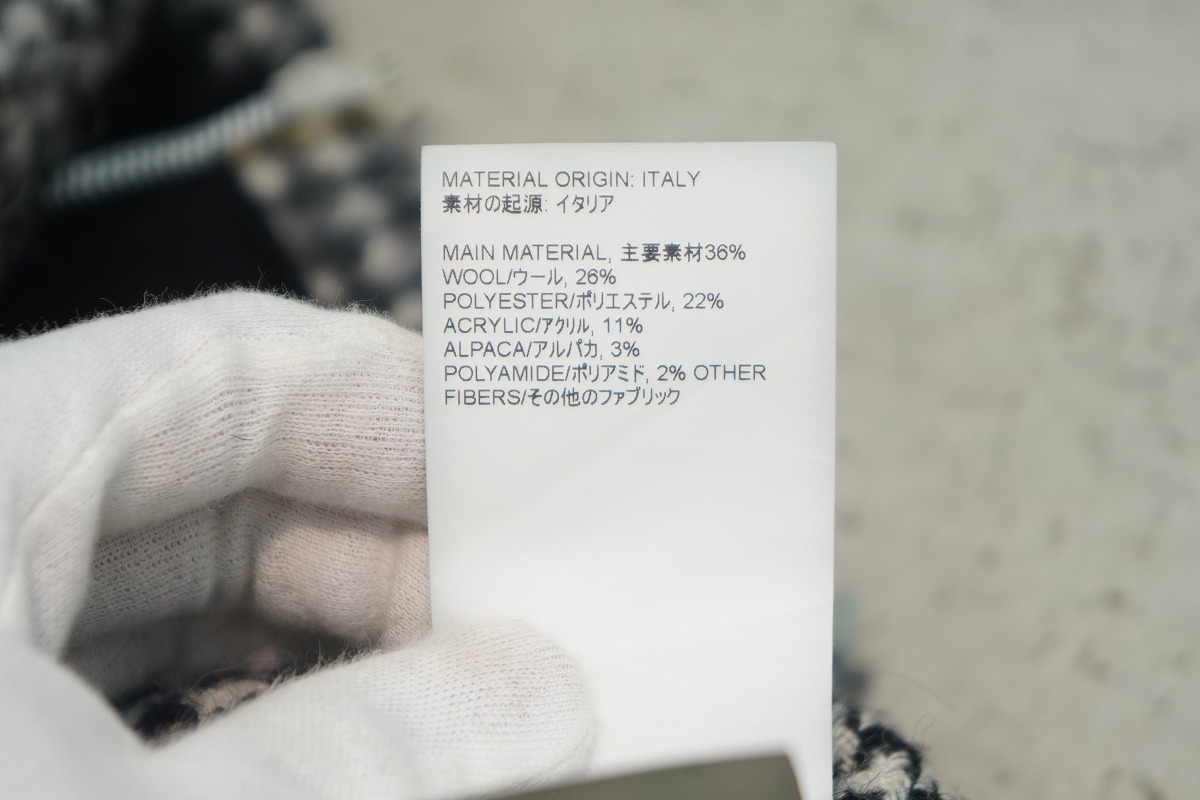 MATERIAL ORIGIN: ITALY
素材の起源: イタリア
MAIN MATERIAL, 主要素材36%
WOOL/ウール, 26%
POLYESTER/ポリエステル, 22%
ACRYLIC/アクリル, 11%
ALPACA/アルパカ, 3%
POLYAMIDE/ポリアミド, 2% OTHER
FIBERS/その他のファブリック